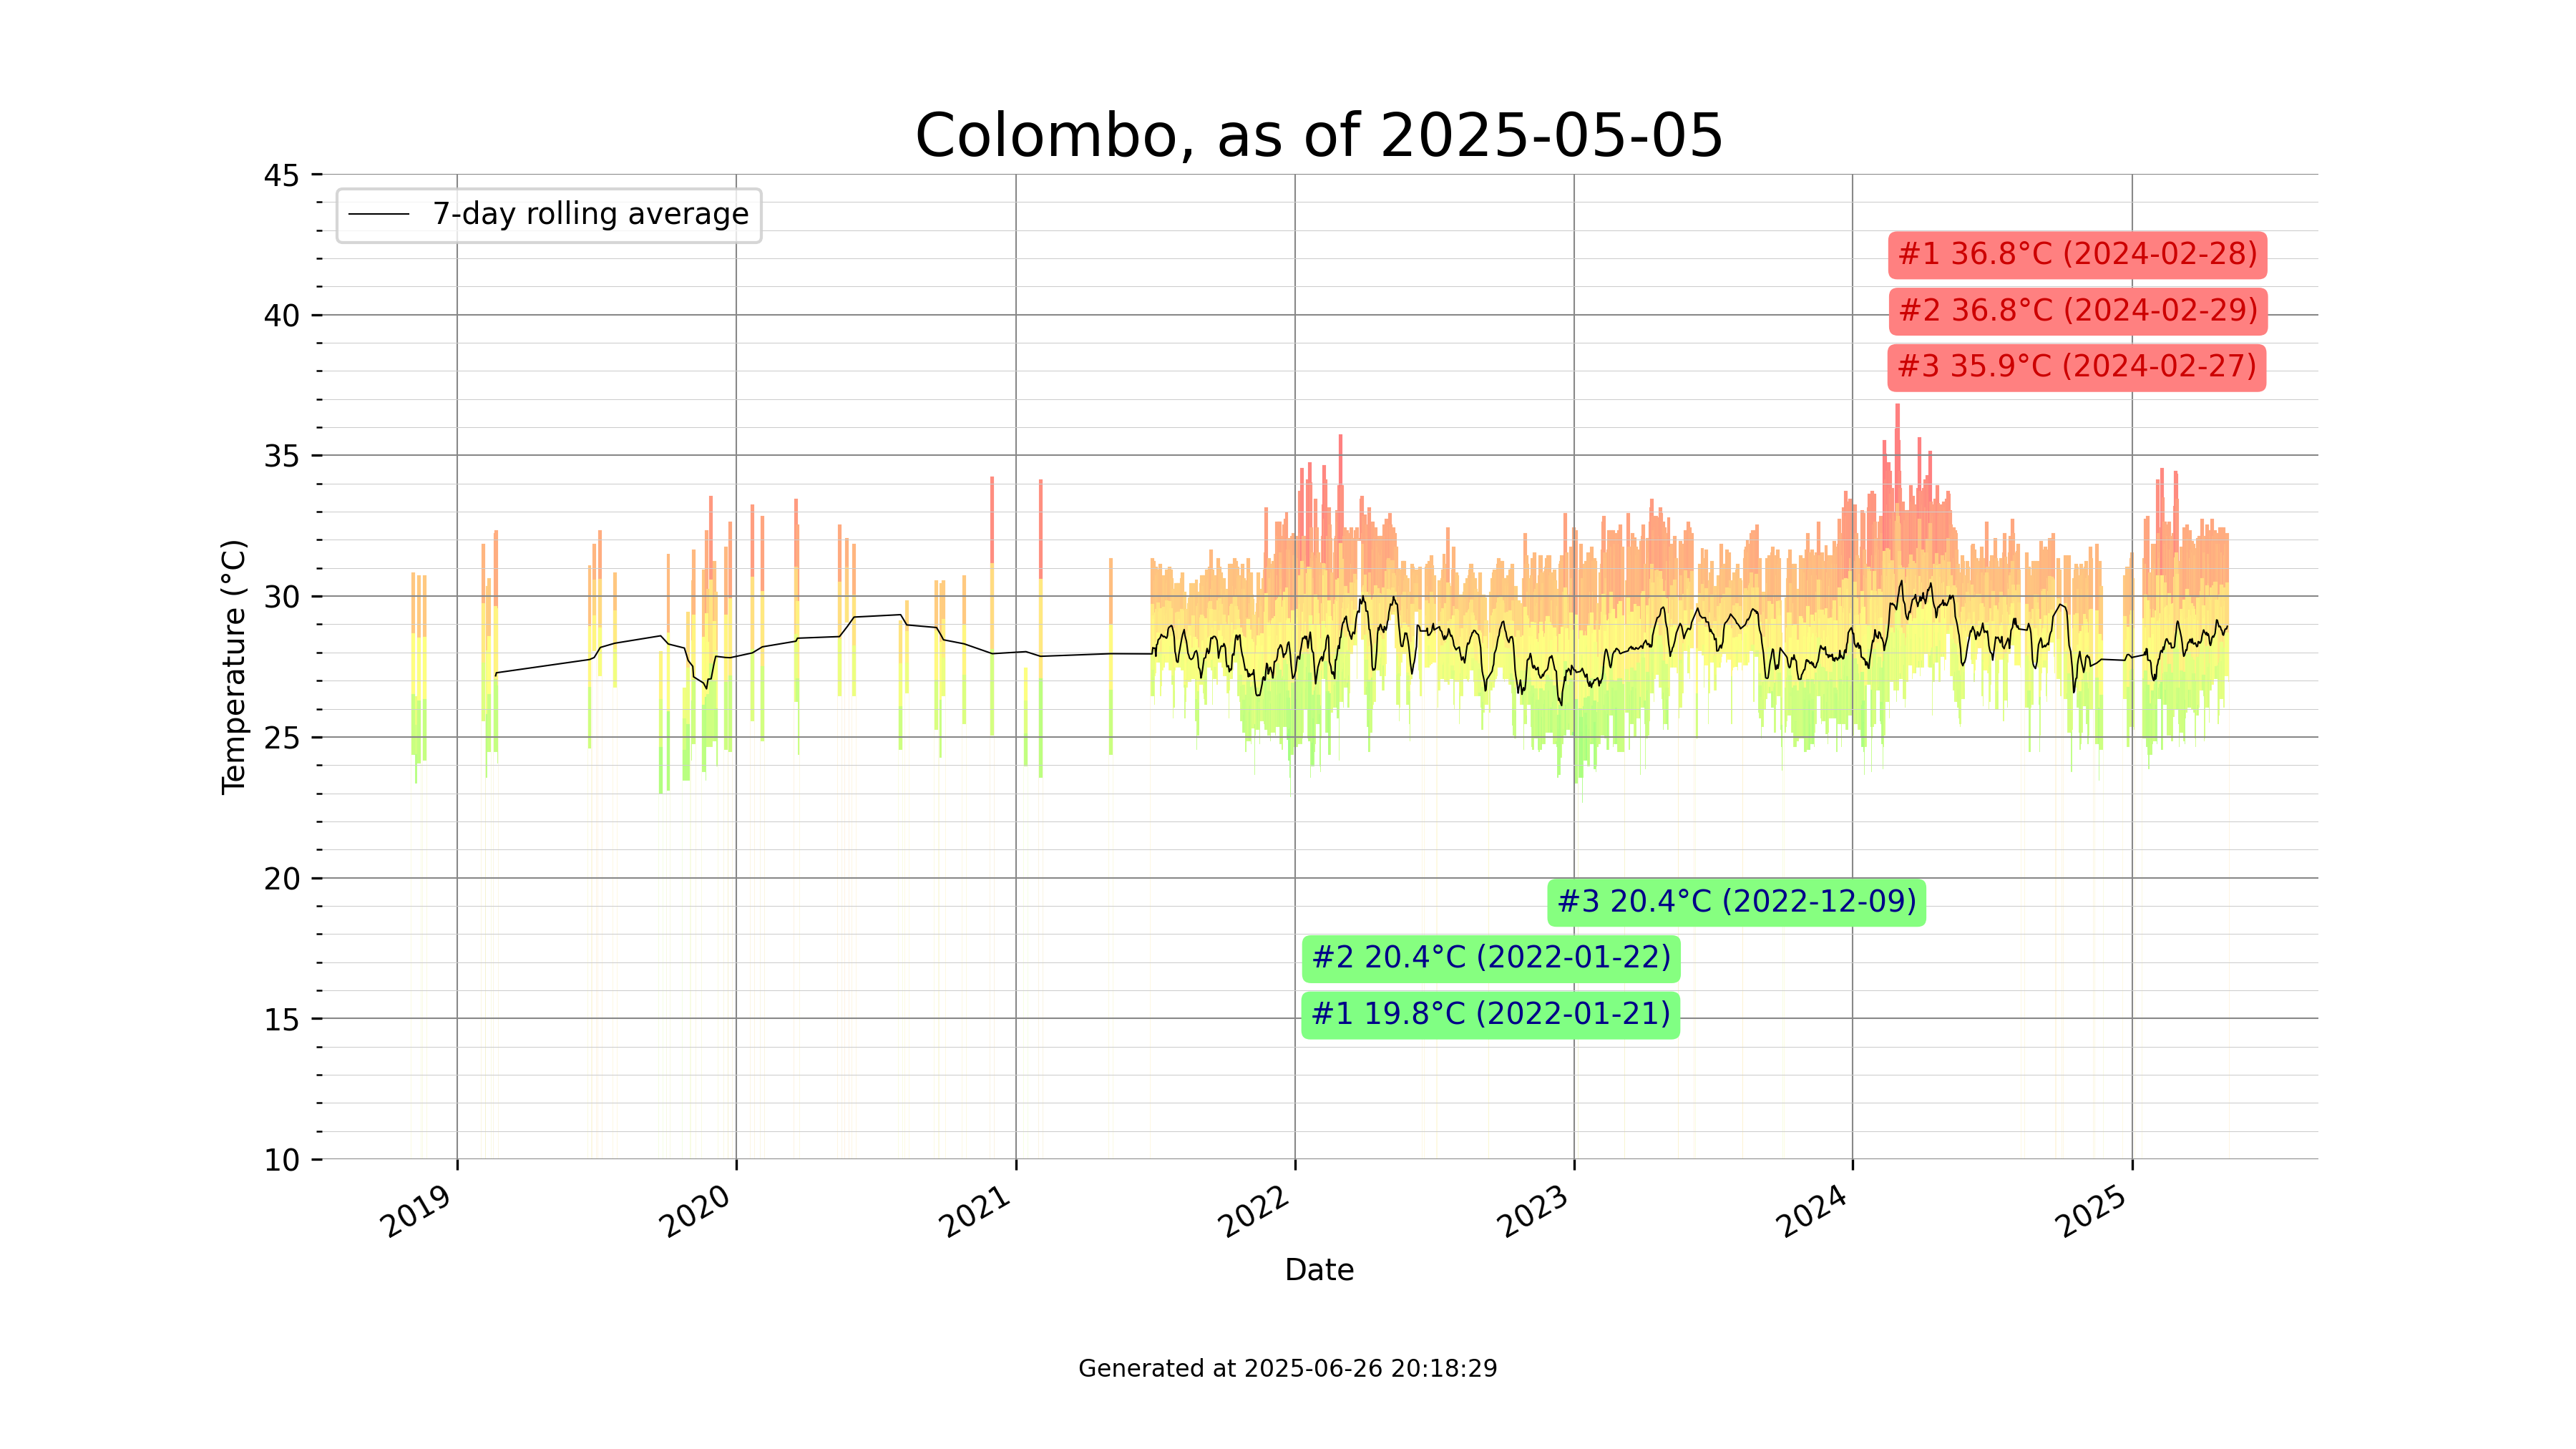 Colombo, as of 2025-05-05
7-day rolling average
45
40
35
30
25
20
15
10
Temperature (°C)
#1 36.8°C (2024-02-28)
#2 36.8°C (2024-02-29)
#3 35.9°C (2024-02-27)
#3 20.4°C (2022-12-09)
#2 20.4°C (2022-01-22)
#1 19.8°C (2022-01-21)
2019
2020
2021
2022
2023
2024
2025
Date
Generated at 2025-06-26 20:18:29